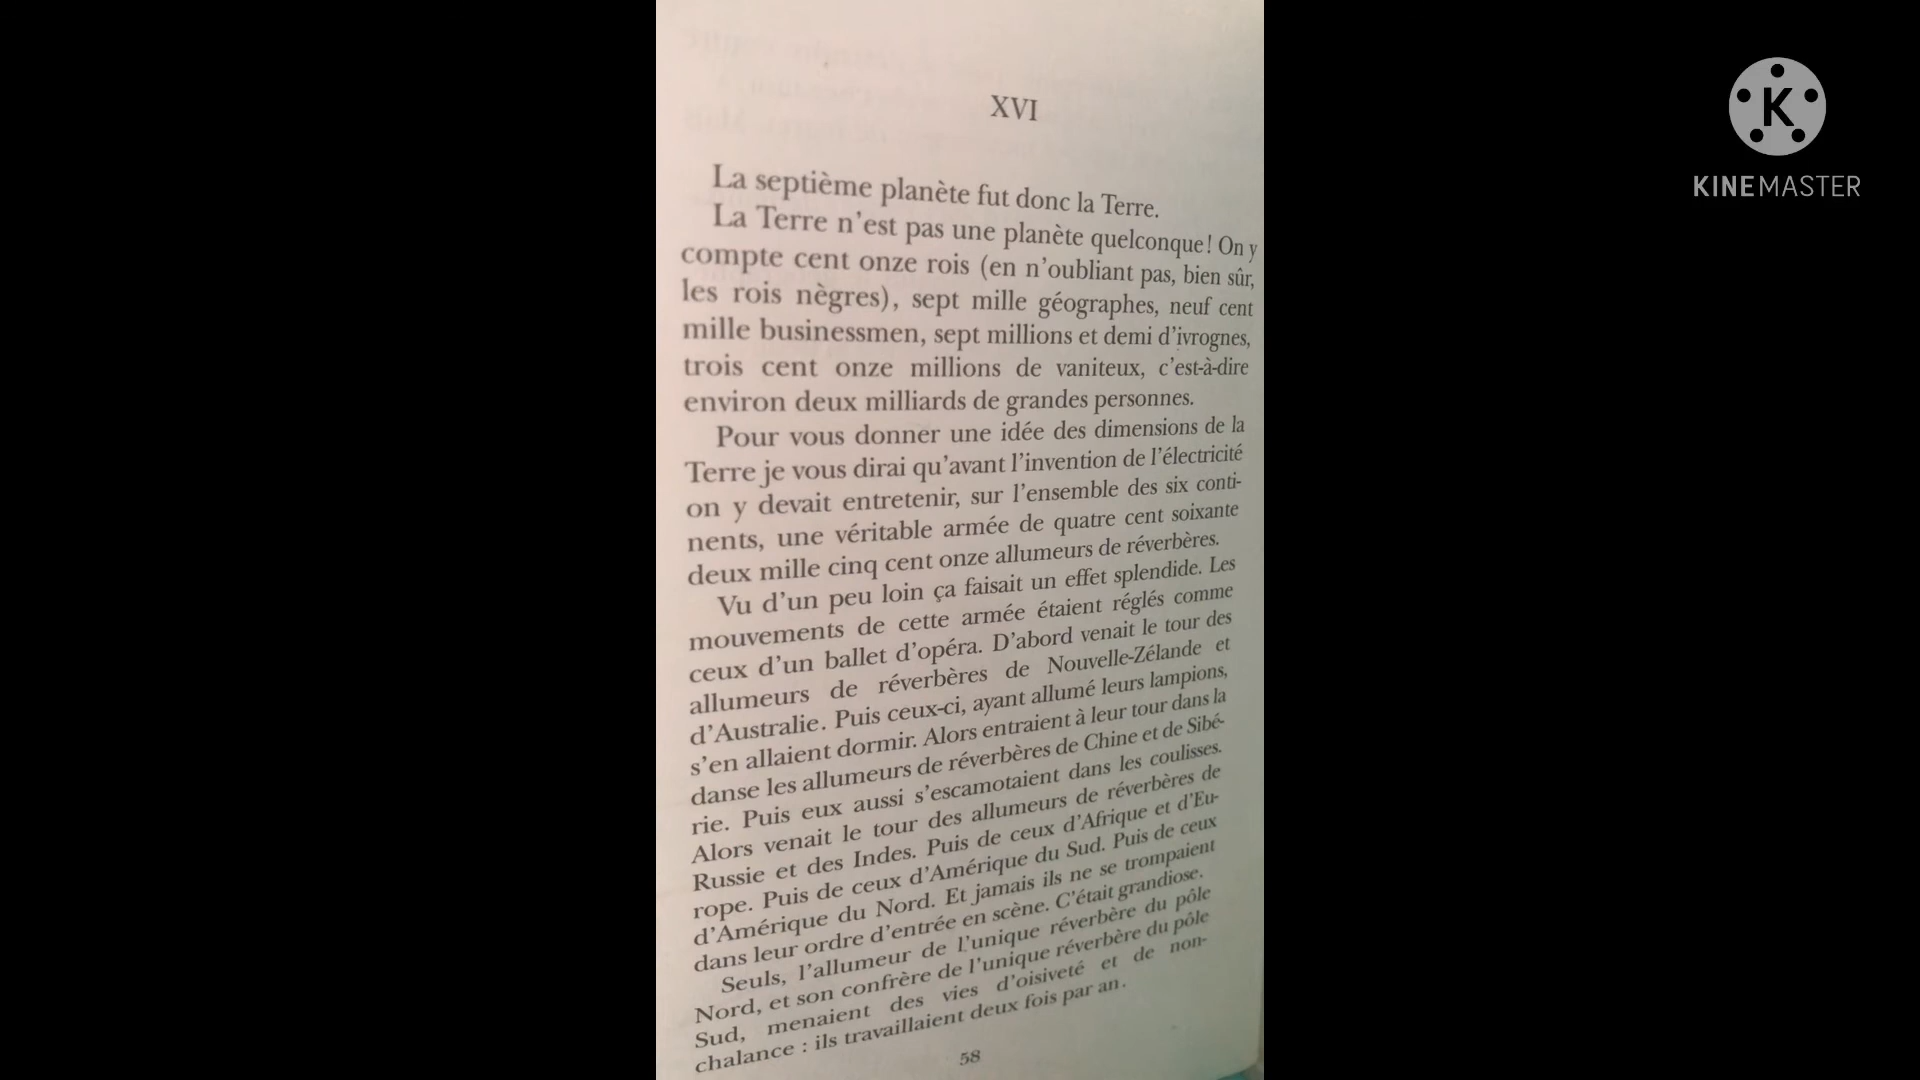 XVI
La septième planète fut donc la Terre.
La Terre n'est pas une planète quelconque! On y
compte cent onze rois (en n'oubliant pas, bien sûr,
les rois nègres), sept mille géographes, neuf cent
mille businessmen, sept millions et demi d'ivrognes,
trois cent onze millions de vaniteux, c'est-à-dire
environ deux milliards de grandes personnes.
Pour vous donner une idée des dimensions de la
Terre je vous dirai qu'avant l'invention de l'électricité
on y devait entretenir, sur l'ensemble des six conti-
nents, une véritable armée de quatre cent soixante
deux mille cinq cent onze allumeurs de réverbères.
Vu d'un peu loin ça faisait un effet splendide. Les
mouvements de cette armée étaient réglés comme
ceux d'un ballet d'opéra. D'abord venait le tour des
allumeurs de réverbères de Nouvelle-Zélande et
d'Australie. Puis ceux-ci, ayant allumé leurs lampions,
s'en allaient dormir. Alors entraient à leur tour dans la
danse les allumeurs de réverbères de Chine et de Sibé-
rie. Puis eux aussi s'escamotaient dans les coulisses.
Alors venait le tour des allumeurs de réverbères de
Russie et des Indes. Puis de ceux d'Afrique et d'Eu-
rope. Puis de ceux d'Amérique du Sud. Puis de ceux
d'Amérique du Nord. Et jamais ils ne se trompaient
dans leur ordre d'entrée en scène. C'était grandiose.
Seuls, l'allumeur de l'unique réverbère du pôle
Nord, et son confrère de l'unique réverbère du pôle
Sud, menaient des vies d'oisiveté et de non-
chalance : ils travaillaient deux fois par an.
58
K
KINEMASTER